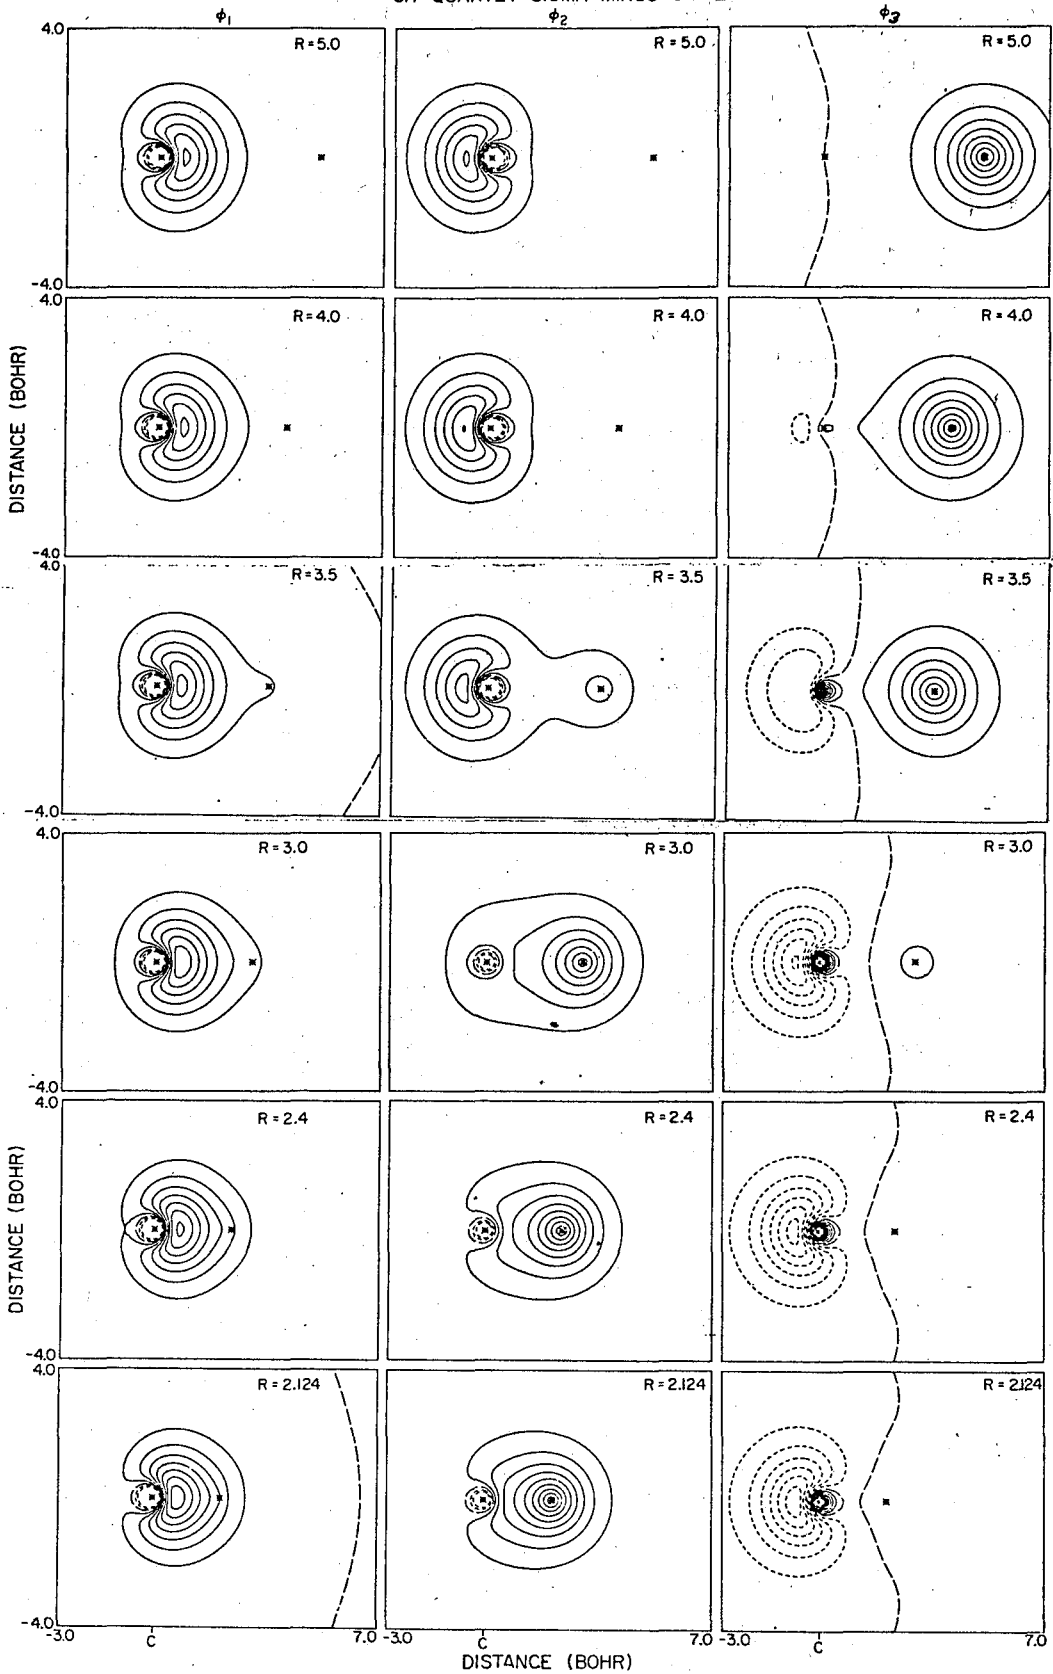 ϕ₁ ϕ₂ ϕ₃
4.0 R = 5.0 R = 5.0 R = 5.0
-4.0
4.0 R = 4.0 R = 4.0 R = 4.0
DISTANCE (BOHR)
-4.0
4.0 R = 3.5 R = 3.5 R = 3.5
-4.0
4.0 R = 3.0 R = 3.0 R = 3.0
-4.0
4.0 R = 2.4 R = 2.4 R = 2.4
DISTANCE (BOHR)
-4.0
4.0 R = 2.124 R = 2.124 R = 2.124
-4.0
-3.0 C 7.0 -3.0 C 7.0 -3.0 C 7.0
DISTANCE (BOHR)